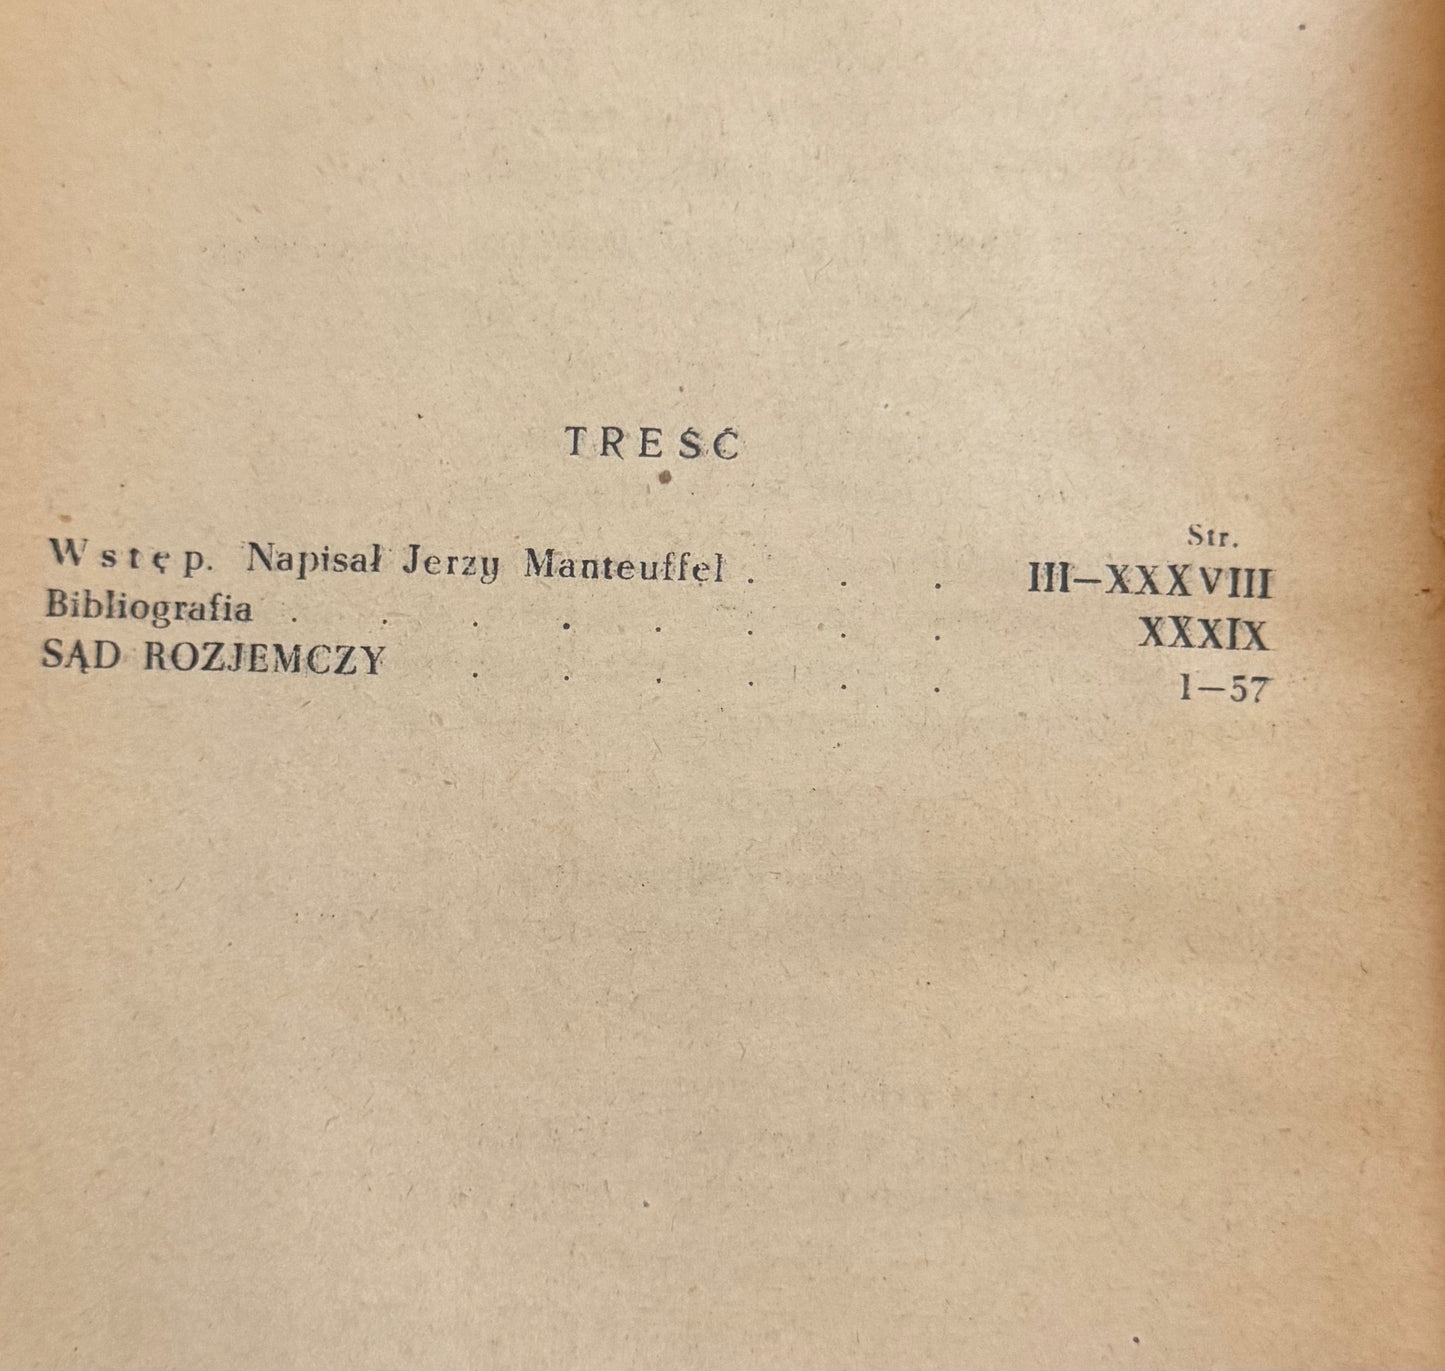 TREŚĆ
Str.
Wstęp. Napisał Jerzy Manteuffel . . . III—XXXVIII
Bibliografia . . . . . . . . XXXIX
SĄD ROZJEMCZY . . . . . . 1—57